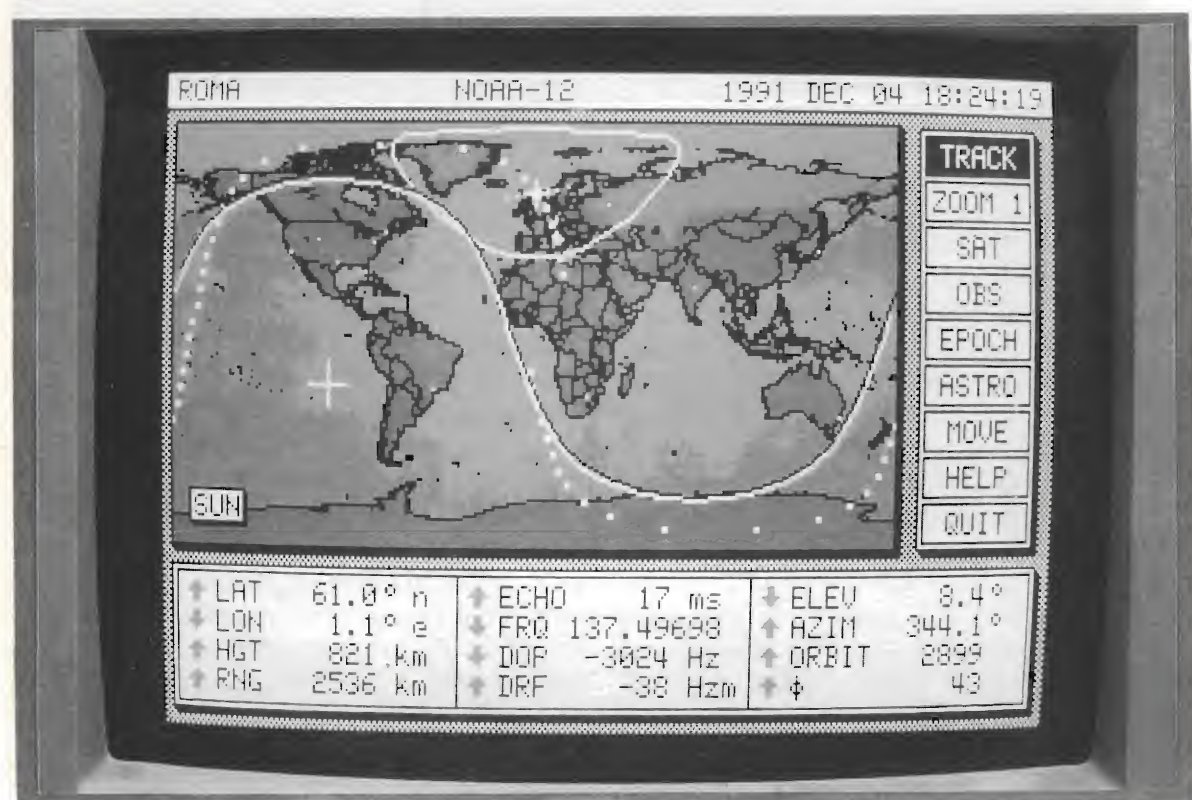 ROMA NOAA-12 1991 DEC 04 18:24:19
TRACK
ZOOM 1
SAT
OBS
EPOCH
ASTRO
MOVE
HELP
QUIT
SUN
↑ LAT 61.0° n
↓ LON 1.1° e
↑ HGT 821 km
↑ RNG 2536 km
↑ ECHO 17 ms
↓ FRQ 137.49698
↓ DOP -3024 Hz
↑ DRF -38 Hzm
↓ ELEV 8.4°
↑ AZIM 344.1°
↑ ORBIT 2899
↑ ϕ 43